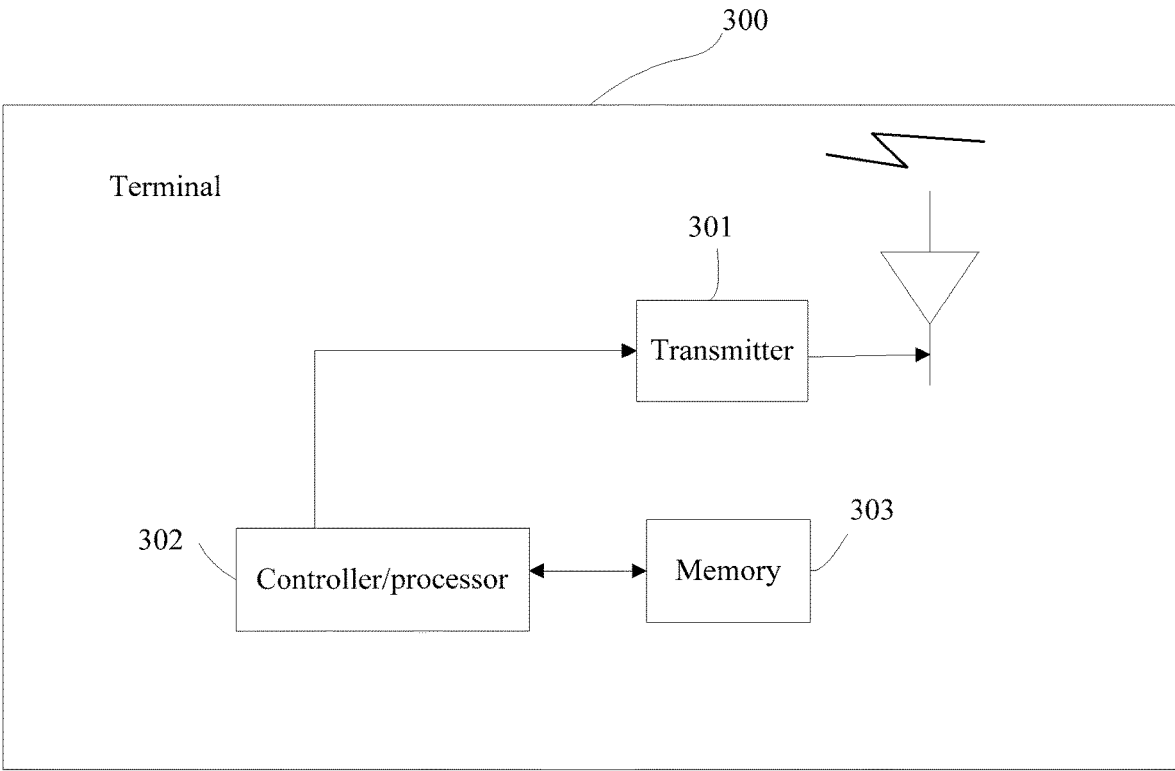 300
Terminal
301
Transmitter
302
Controller/processor
Memory
303